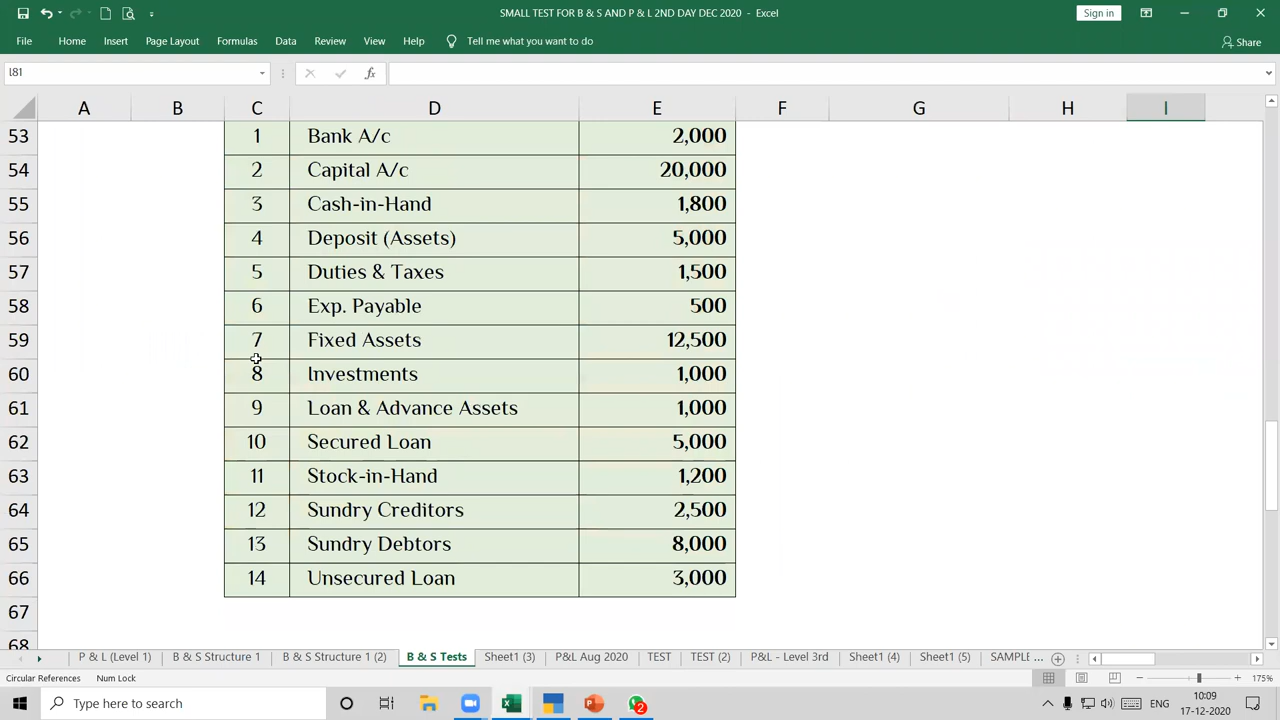 SMALL TEST FOR B & S AND P & L 2ND DAY DEC 2020 - Excel
Sign in
File Home Insert Page Layout Formulas Data Review View Help Tell me what you want to do Share
I81 fx
A B C D E F G H I
53 1 Bank A/c 2,000
54 2 Capital A/c 20,000
55 3 Cash-in-Hand 1,800
56 4 Deposit (Assets) 5,000
57 5 Duties & Taxes 1,500
58 6 Exp. Payable 500
59 7 Fixed Assets 12,500
60 8 Investments 1,000
61 9 Loan & Advance Assets 1,000
62 10 Secured Loan 5,000
63 11 Stock-in-Hand 1,200
64 12 Sundry Creditors 2,500
65 13 Sundry Debtors 8,000
66 14 Unsecured Loan 3,000
67
68
P & L (Level 1) B & S Structure 1 B & S Structure 1 (2) B & S Tests Sheet1 (3) P&L Aug 2020 TEST TEST (2) P&L - Level 3rd Sheet1 (4) Sheet1 (5) SAMPLE ...
Circular References Num Lock 175%
Type here to search 2 ENG 10:09
17-12-2020